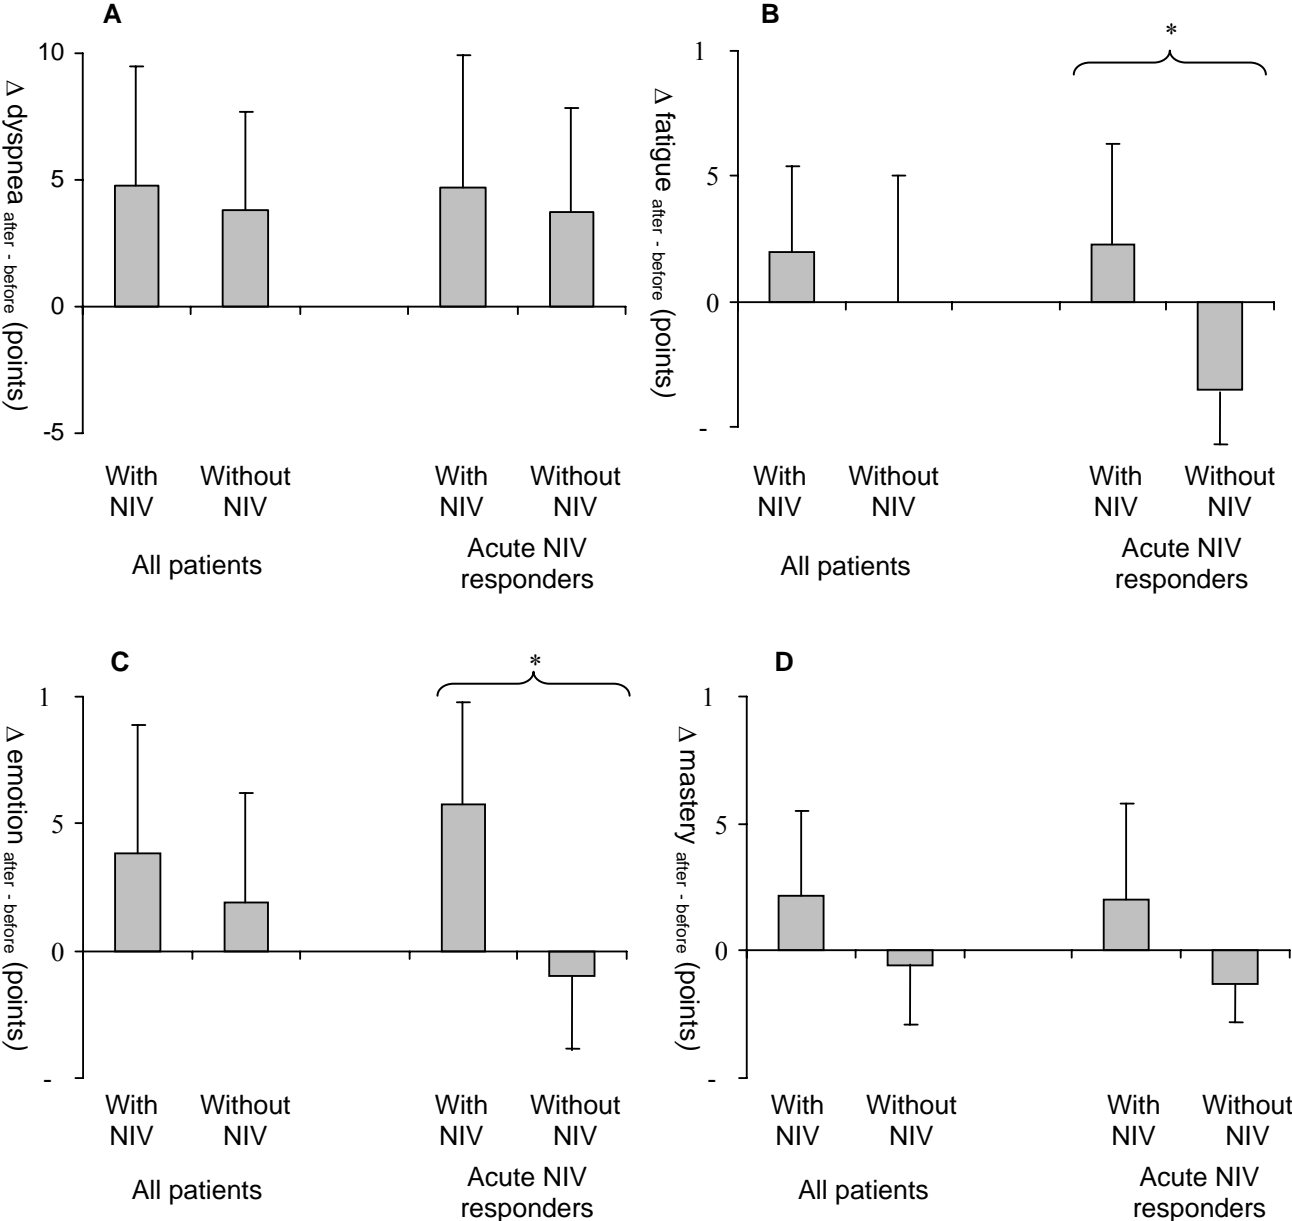 A
10
5
0
-5
Δ dyspnea after - before (points)
With
NIV
Without
NIV
With
NIV
Without
NIV
All patients
Acute NIV
responders
B
*
1
5
0
-
Δ fatigue after - before (points)
With
NIV
Without
NIV
With
NIV
Without
NIV
All patients
Acute NIV
responders
C
*
1
5
0
-
Δ emotion after - before (points)
With
NIV
Without
NIV
With
NIV
Without
NIV
All patients
Acute NIV
responders
D
1
5
0
-
Δ mastery after - before (points)
With
NIV
Without
NIV
With
NIV
Without
NIV
All patients
Acute NIV
responders